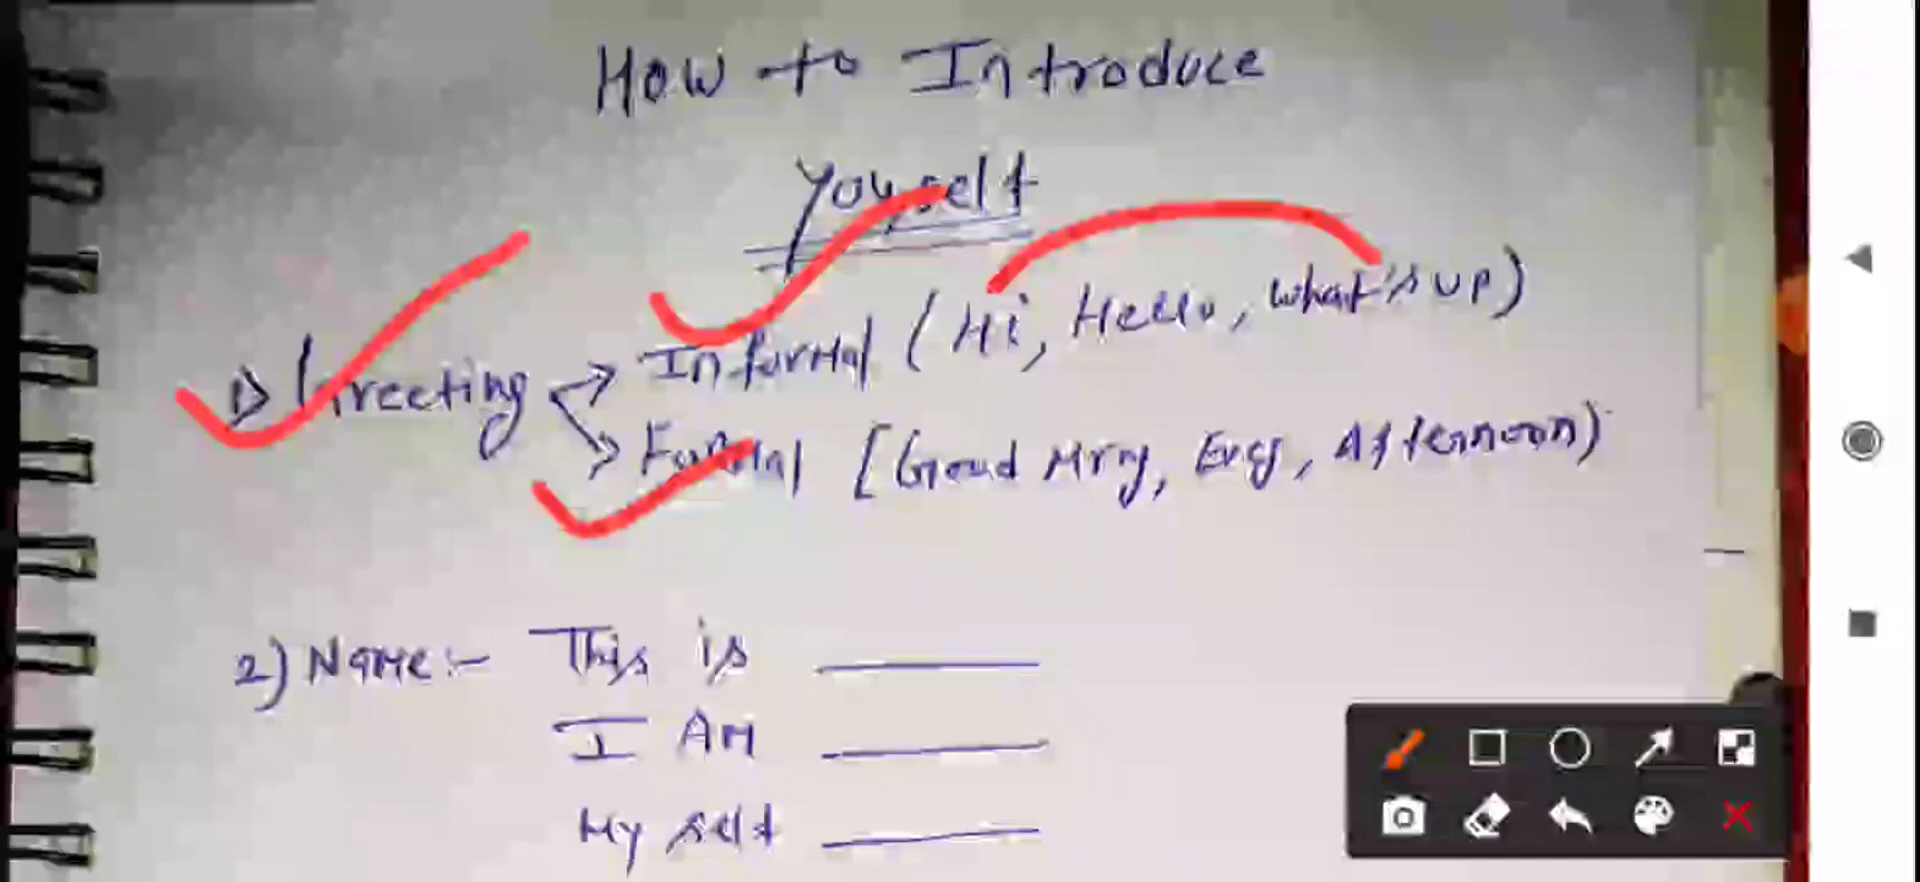 How to Introduce
Yourself
1) Greeting → Informal (Hi, Hello, what's up)
→ Formal [Good Mrng, Evg, Afternoon)
2) Name:- This is ______
I AM ______
My self ______